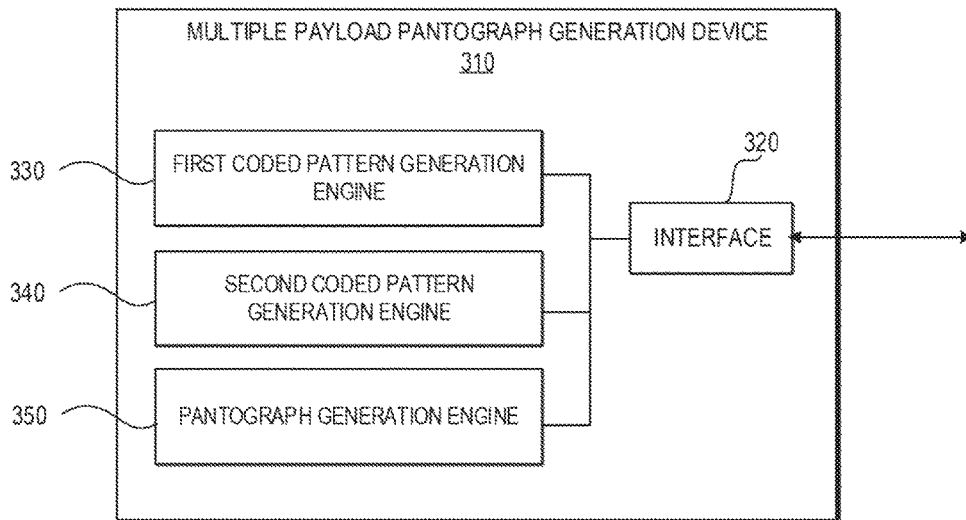 MULTIPLE PAYLOAD PANTOGRAPH GENERATION DEVICE
310
330
FIRST CODED PATTERN GENERATION
ENGINE
320
INTERFACE
340
SECOND CODED PATTERN
GENERATION ENGINE
350
PANTOGRAPH GENERATION ENGINE